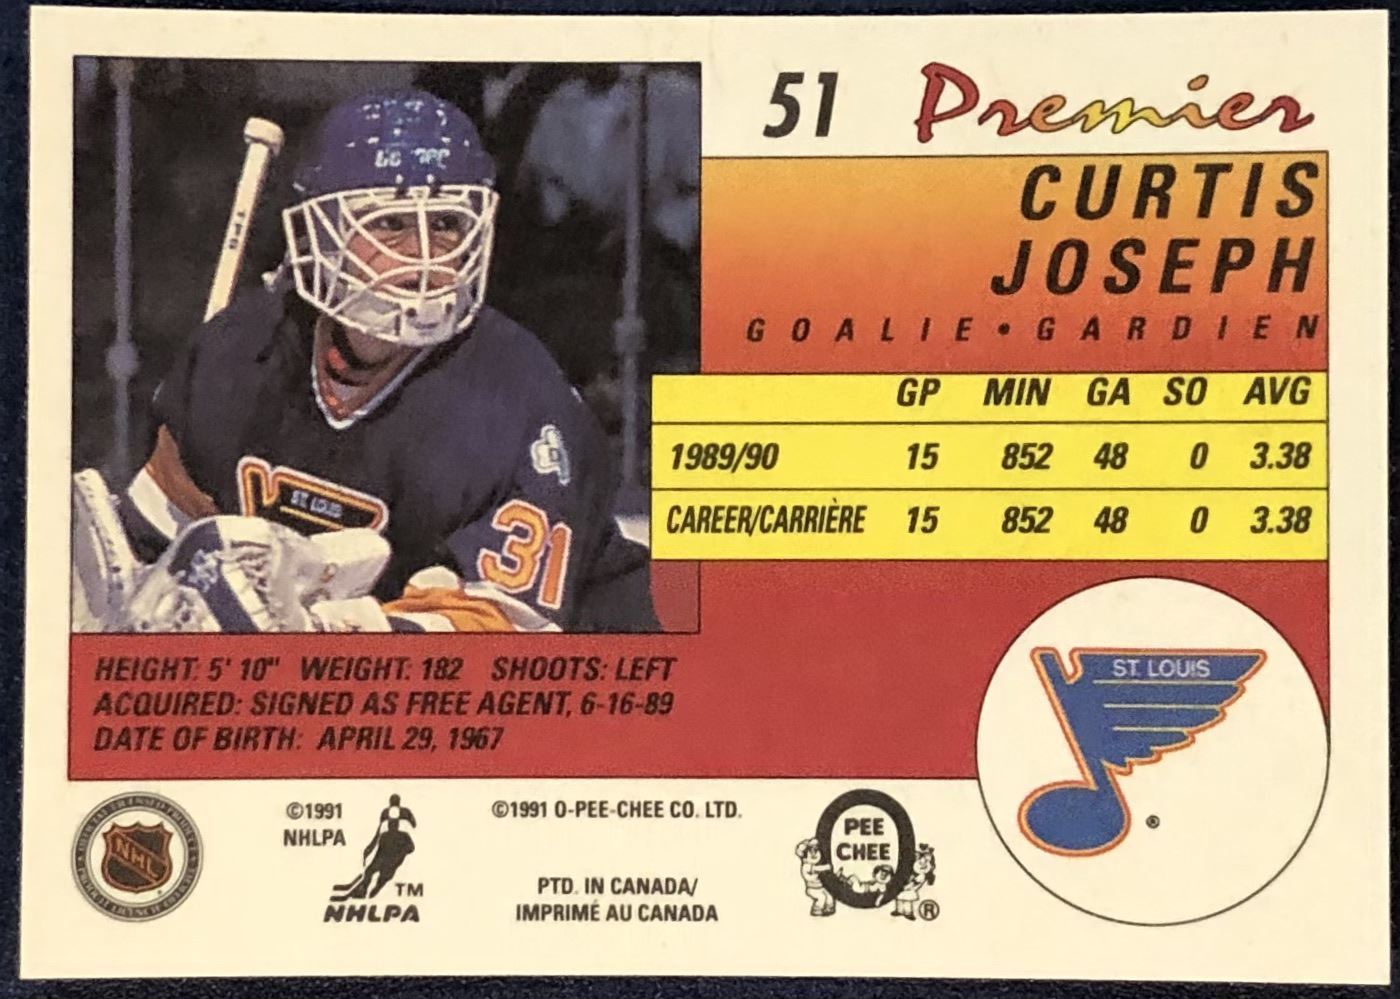 51 Premier
CURTIS
JOSEPH
GOALIE • GARDIEN
GP MIN GA SO AVG
1989/90 15 852 48 0 3.38
CAREER/CARRIÈRE 15 852 48 0 3.38
TPS
ST. LOUIS
31
HEIGHT: 5' 10" WEIGHT: 182 SHOOTS: LEFT
ACQUIRED: SIGNED AS FREE AGENT, 6-16-89
DATE OF BIRTH: APRIL 29, 1967
ST. LOUIS
®
NHL
©1991
NHLPA
TM
NHLPA
©1991 O-PEE-CHEE CO. LTD.
PTD. IN CANADA/
IMPRIMÉ AU CANADA
O
PEE
CHEE
®